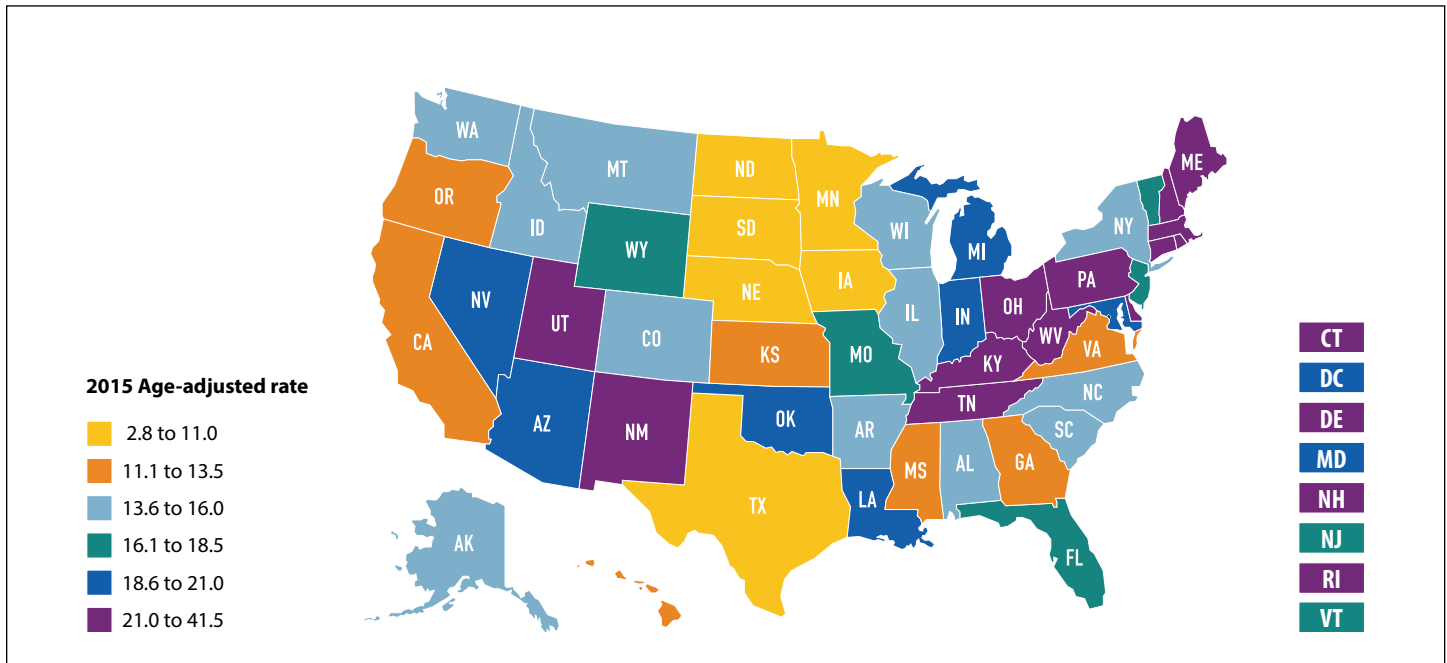 WA
MT
ND
MN
ME
OR
ID
SD
WI
NY
WY
MI
NE
IA
PA
NV
UT
CO
IL
IN
OH
WV
CA
KS
MO
KY
VA
CT
2015 Age-adjusted rate
DC
2.8 to 11.0
AZ
NM
OK
AR
TN
NC
SC
DE
11.1 to 13.5
MS
AL
GA
MD
13.6 to 16.0
TX
LA
NH
16.1 to 18.5
AK
FL
NJ
18.6 to 21.0
RI
21.0 to 41.5
VT